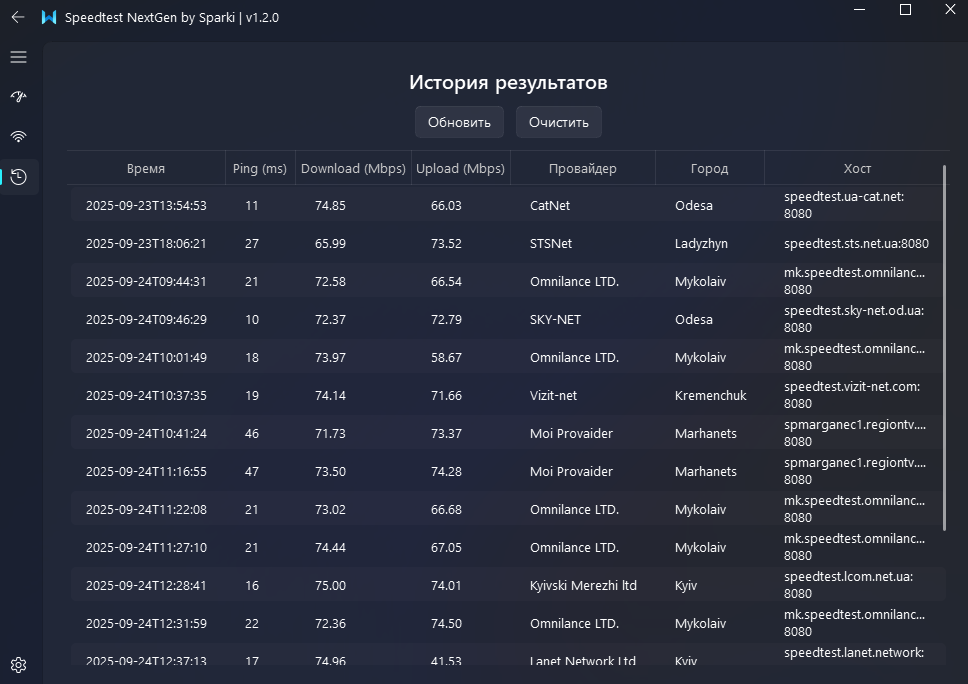 Speedtest NextGen by Sparki | v1.2.0
История результатов
Обновить Очистить
Время Ping (ms) Download (Mbps) Upload (Mbps) Провайдер Город Хост
2025-09-23T13:54:53 11 74.85 66.03 CatNet Odesa speedtest.ua-cat.net:
8080
2025-09-23T18:06:21 27 65.99 73.52 STSNet Ladyzhyn speedtest.sts.net.ua:8080
2025-09-24T09:44:31 21 72.58 66.54 Omnilance LTD. Mykolaiv mk.speedtest.omnilanc...
8080
2025-09-24T09:46:29 10 72.37 72.79 SKY-NET Odesa speedtest.sky-net.od.ua:
8080
2025-09-24T10:01:49 18 73.97 58.67 Omnilance LTD. Mykolaiv mk.speedtest.omnilanc...
8080
2025-09-24T10:37:35 19 74.14 71.66 Vizit-net Kremenchuk speedtest.vizit-net.com:
8080
2025-09-24T10:41:24 46 71.73 73.37 Moi Provaider Marhanets spmarganec1.regiontv....
8080
2025-09-24T11:16:55 47 73.50 74.28 Moi Provaider Marhanets spmarganec1.regiontv....
8080
2025-09-24T11:22:08 21 73.02 66.68 Omnilance LTD. Mykolaiv mk.speedtest.omnilanc...
8080
2025-09-24T11:27:10 21 74.44 67.05 Omnilance LTD. Mykolaiv mk.speedtest.omnilanc...
8080
2025-09-24T12:28:41 16 75.00 74.01 Kyivski Merezhi ltd Kyiv speedtest.lcom.net.ua:
8080
2025-09-24T12:31:59 22 72.36 74.50 Omnilance LTD. Mykolaiv mk.speedtest.omnilanc...
8080
2025-09-24T12:37:13 17 74.96 41.53 Lanet Network Ltd Kyiv speedtest.lanet.network: